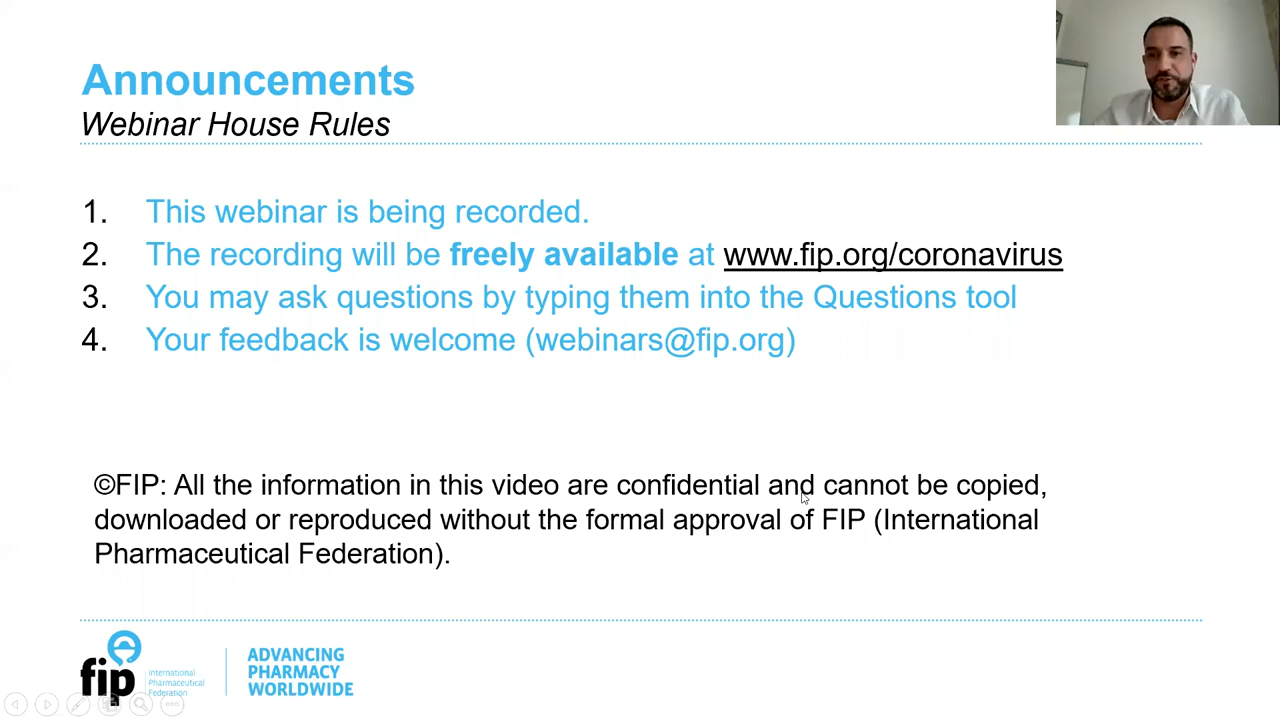 Announcements
Webinar House Rules
1. This webinar is being recorded.
2. The recording will be freely available at www.fip.org/coronavirus
3. You may ask questions by typing them into the Questions tool
4. Your feedback is welcome (webinars@fip.org)
©FIP: All the information in this video are confidential and cannot be copied,
downloaded or reproduced without the formal approval of FIP (International
Pharmaceutical Federation).
fip
International
Pharmaceutical
Federation
ADVANCING
PHARMACY
WORLDWIDE